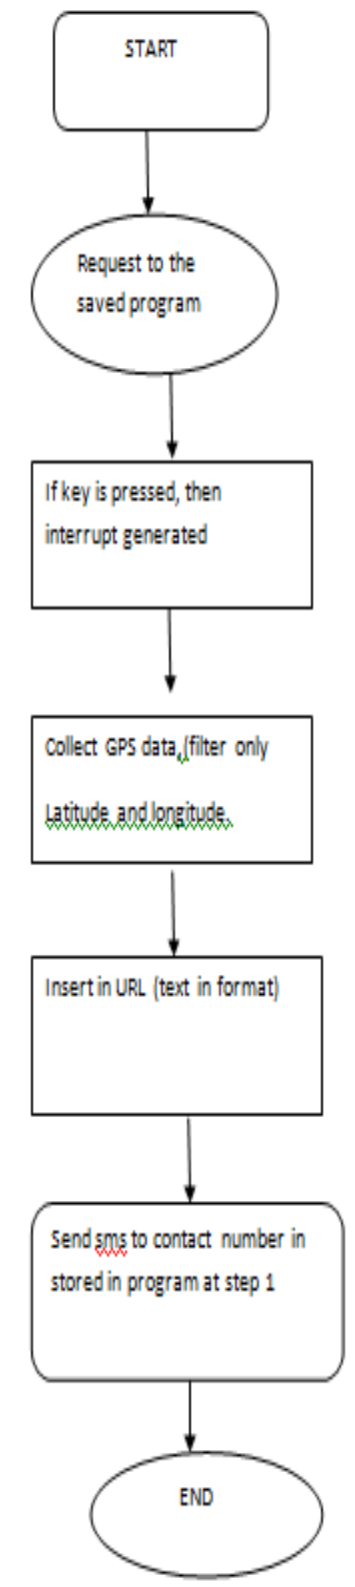 START
Request to the
saved program
If key is pressed, then
interrupt generated
Collect GPS data,(filter only
Latitude and longitude.
Insert in URL (text in format)
Send sms to contact number in
stored in program at step 1
END